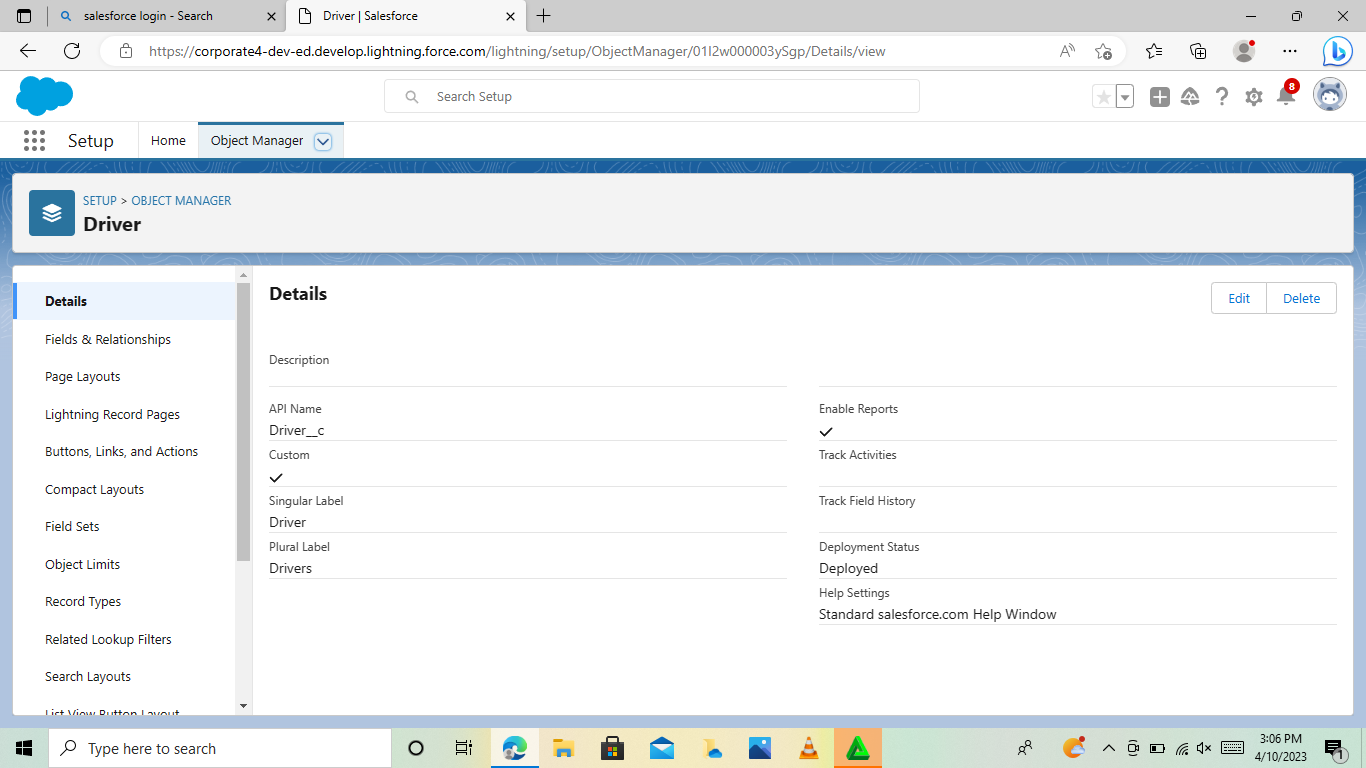 salesforce login - Search
Driver | Salesforce
https://corporate4-dev-ed.develop.lightning.force.com/lightning/setup/ObjectManager/01I2w000003ySgp/Details/view
Search Setup
8
Setup
Home
Object Manager
SETUP > OBJECT MANAGER
Driver
Details
Fields & Relationships
Page Layouts
Lightning Record Pages
Buttons, Links, and Actions
Compact Layouts
Field Sets
Object Limits
Record Types
Related Lookup Filters
Search Layouts
List View Button Layout
Details
Edit
Delete
Description
API Name
Driver__c
Custom
Singular Label
Driver
Plural Label
Drivers
Enable Reports
Track Activities
Track Field History
Deployment Status
Deployed
Help Settings
Standard salesforce.com Help Window
Type here to search
3:06 PM
4/10/2023
1